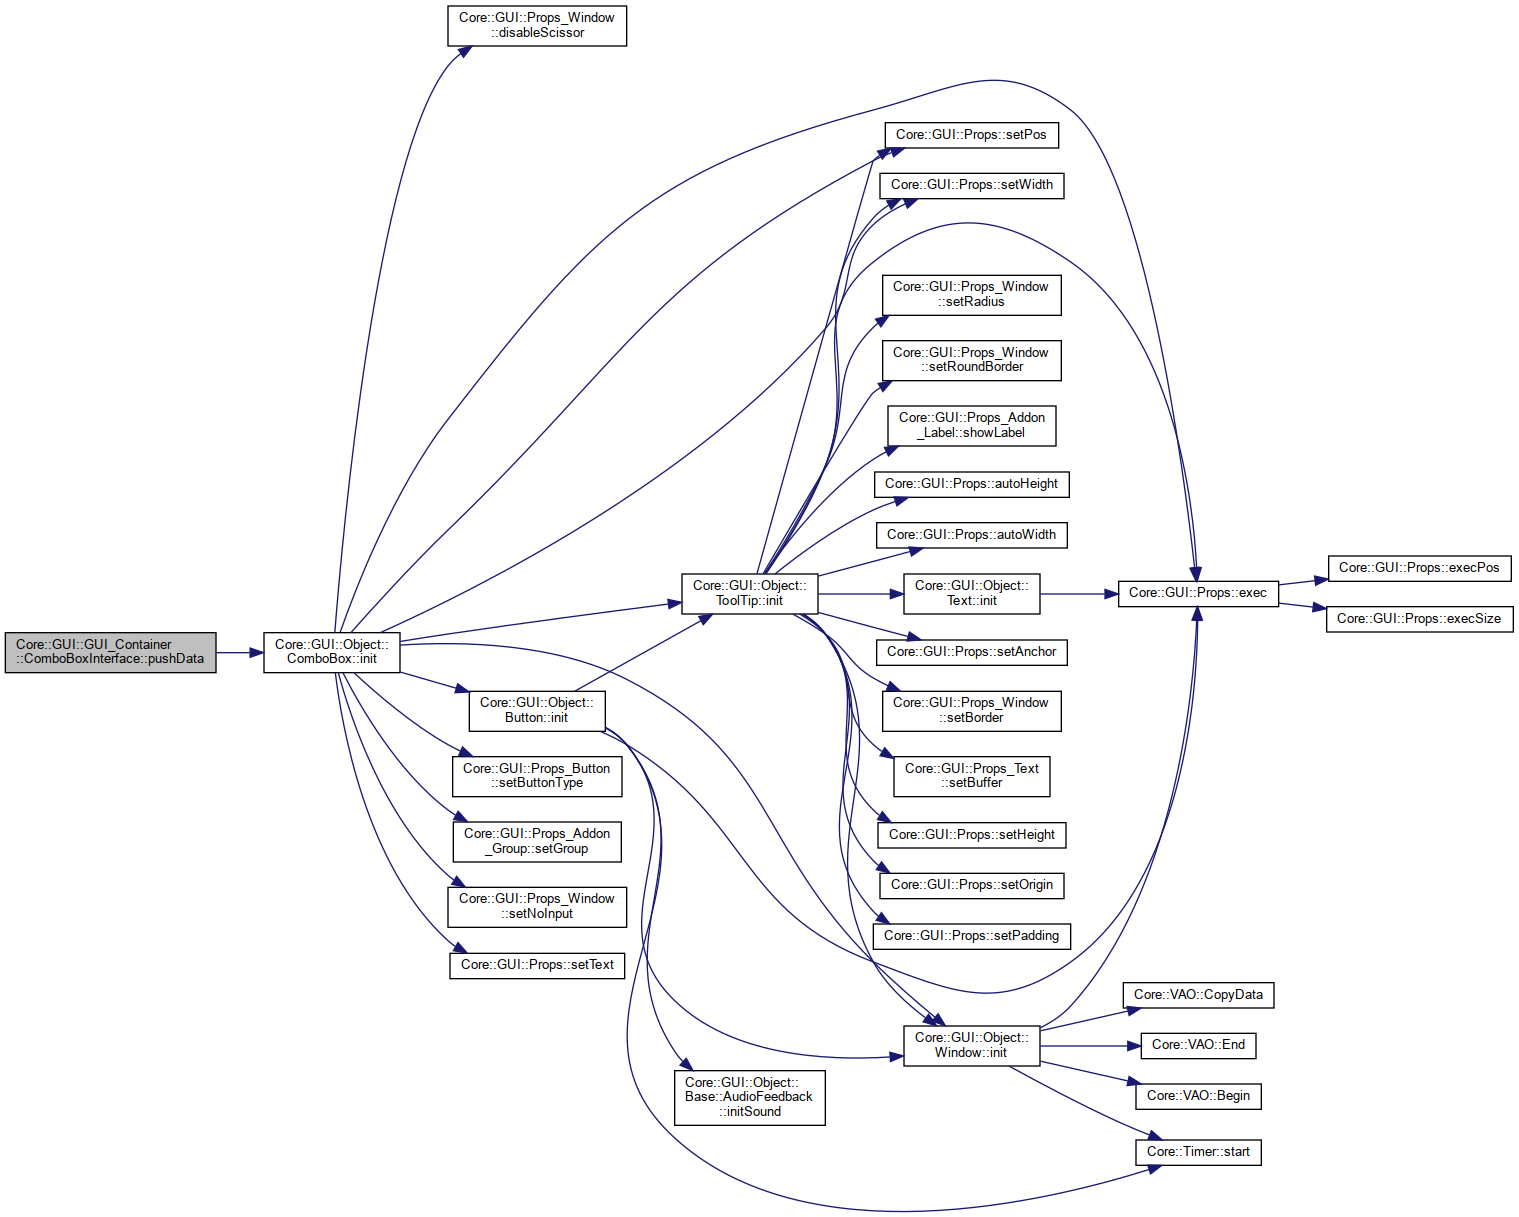 Core::GUI::GUI_Container
::ComboBoxInterface::pushData
Core::GUI::Object::
ComboBox::init
Core::GUI::Props_Window
::disableScissor
Core::GUI::Object::
Button::init
Core::GUI::Props_Button
::setButtonType
Core::GUI::Props_Addon
_Group::setGroup
Core::GUI::Props_Window
::setNoInput
Core::GUI::Props::setText
Core::GUI::Object::
ToolTip::init
Core::GUI::Object::
Base::AudioFeedback
::initSound
Core::GUI::Props::setPos
Core::GUI::Props::setWidth
Core::GUI::Props_Window
::setRadius
Core::GUI::Props_Window
::setRoundBorder
Core::GUI::Props_Addon
_Label::showLabel
Core::GUI::Props::autoHeight
Core::GUI::Props::autoWidth
Core::GUI::Object::
Text::init
Core::GUI::Props::setAnchor
Core::GUI::Props_Window
::setBorder
Core::GUI::Props_Text
::setBuffer
Core::GUI::Props::setHeight
Core::GUI::Props::setOrigin
Core::GUI::Props::setPadding
Core::GUI::Object::
Window::init
Core::GUI::Props::exec
Core::VAO::CopyData
Core::VAO::End
Core::VAO::Begin
Core::Timer::start
Core::GUI::Props::execPos
Core::GUI::Props::execSize